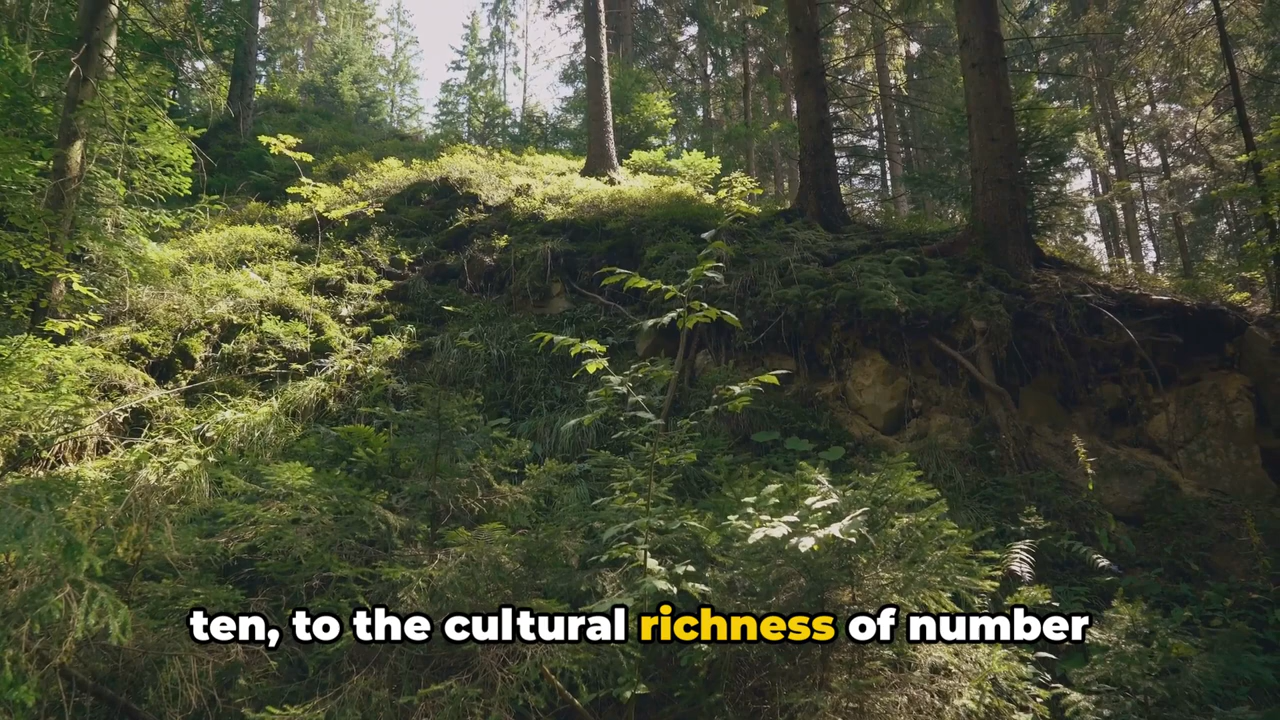 ten, to the cultural richness of number